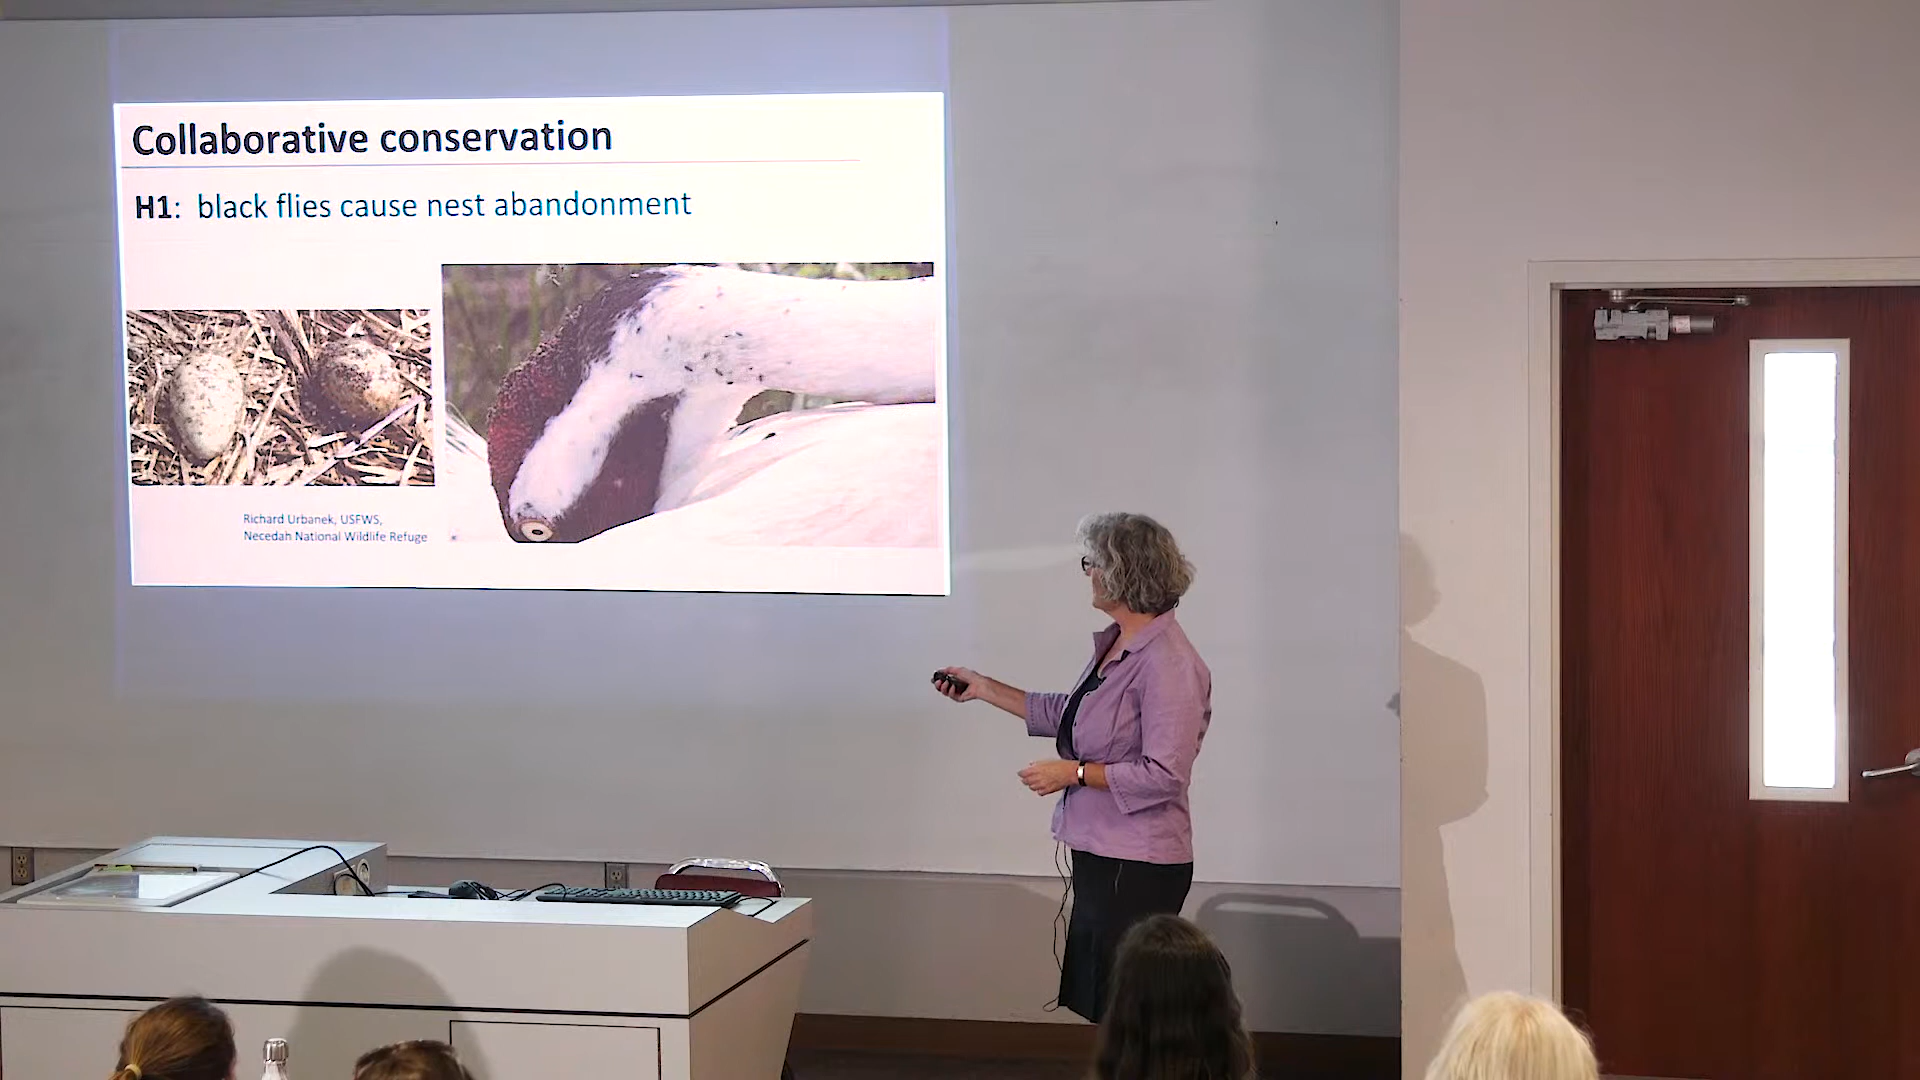 Collaborative conservation
H1: black flies cause nest abandonment
Richard Urbanek, USFWS,
Necedah National Wildlife Refuge